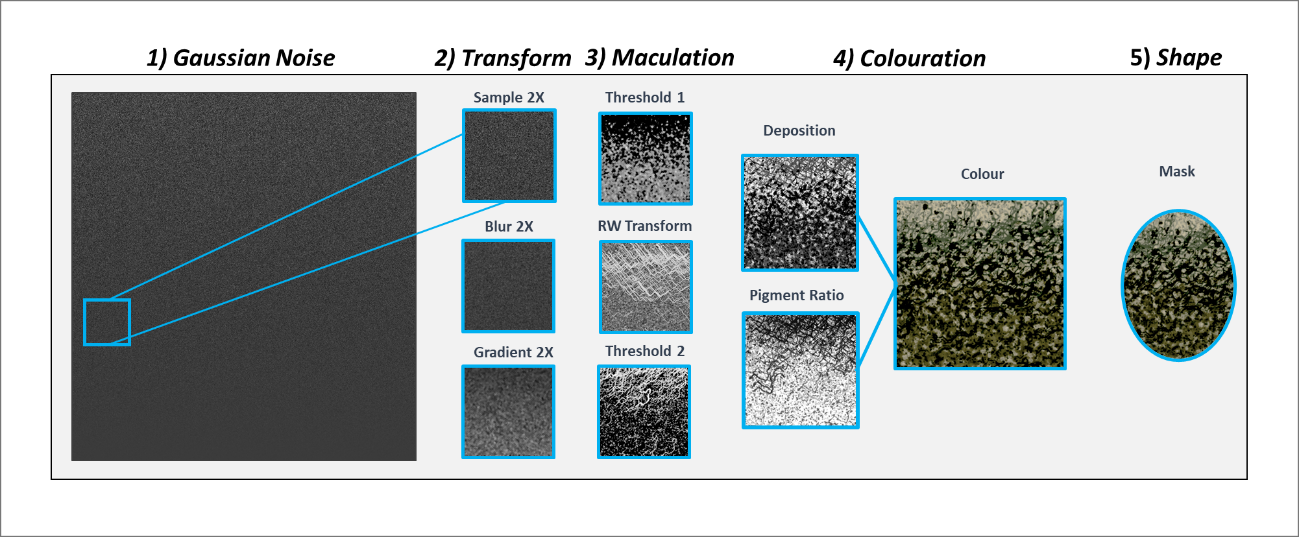 1) Gaussian Noise
2) Transform
3) Maculation
4) Colouration
5) Shape
Sample 2X
Blur 2X
Gradient 2X
Threshold 1
RW Transform
Threshold 2
Deposition
Pigment Ratio
Colour
Mask